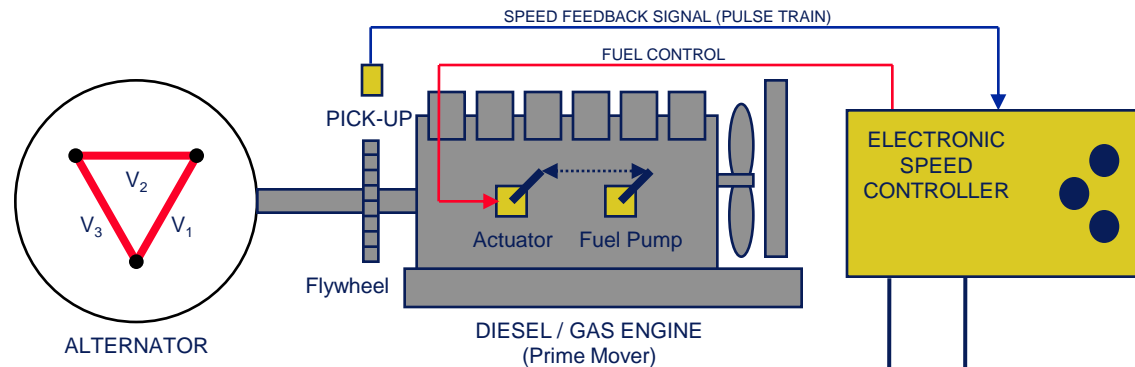 SPEED FEEDBACK SIGNAL (PULSE TRAIN)
FUEL CONTROL
PICK-UP
ELECTRONIC
SPEED
CONTROLLER
V2
V3
V1
Actuator
Fuel Pump
Flywheel
ALTERNATOR
DIESEL / GAS ENGINE
(Prime Mover)